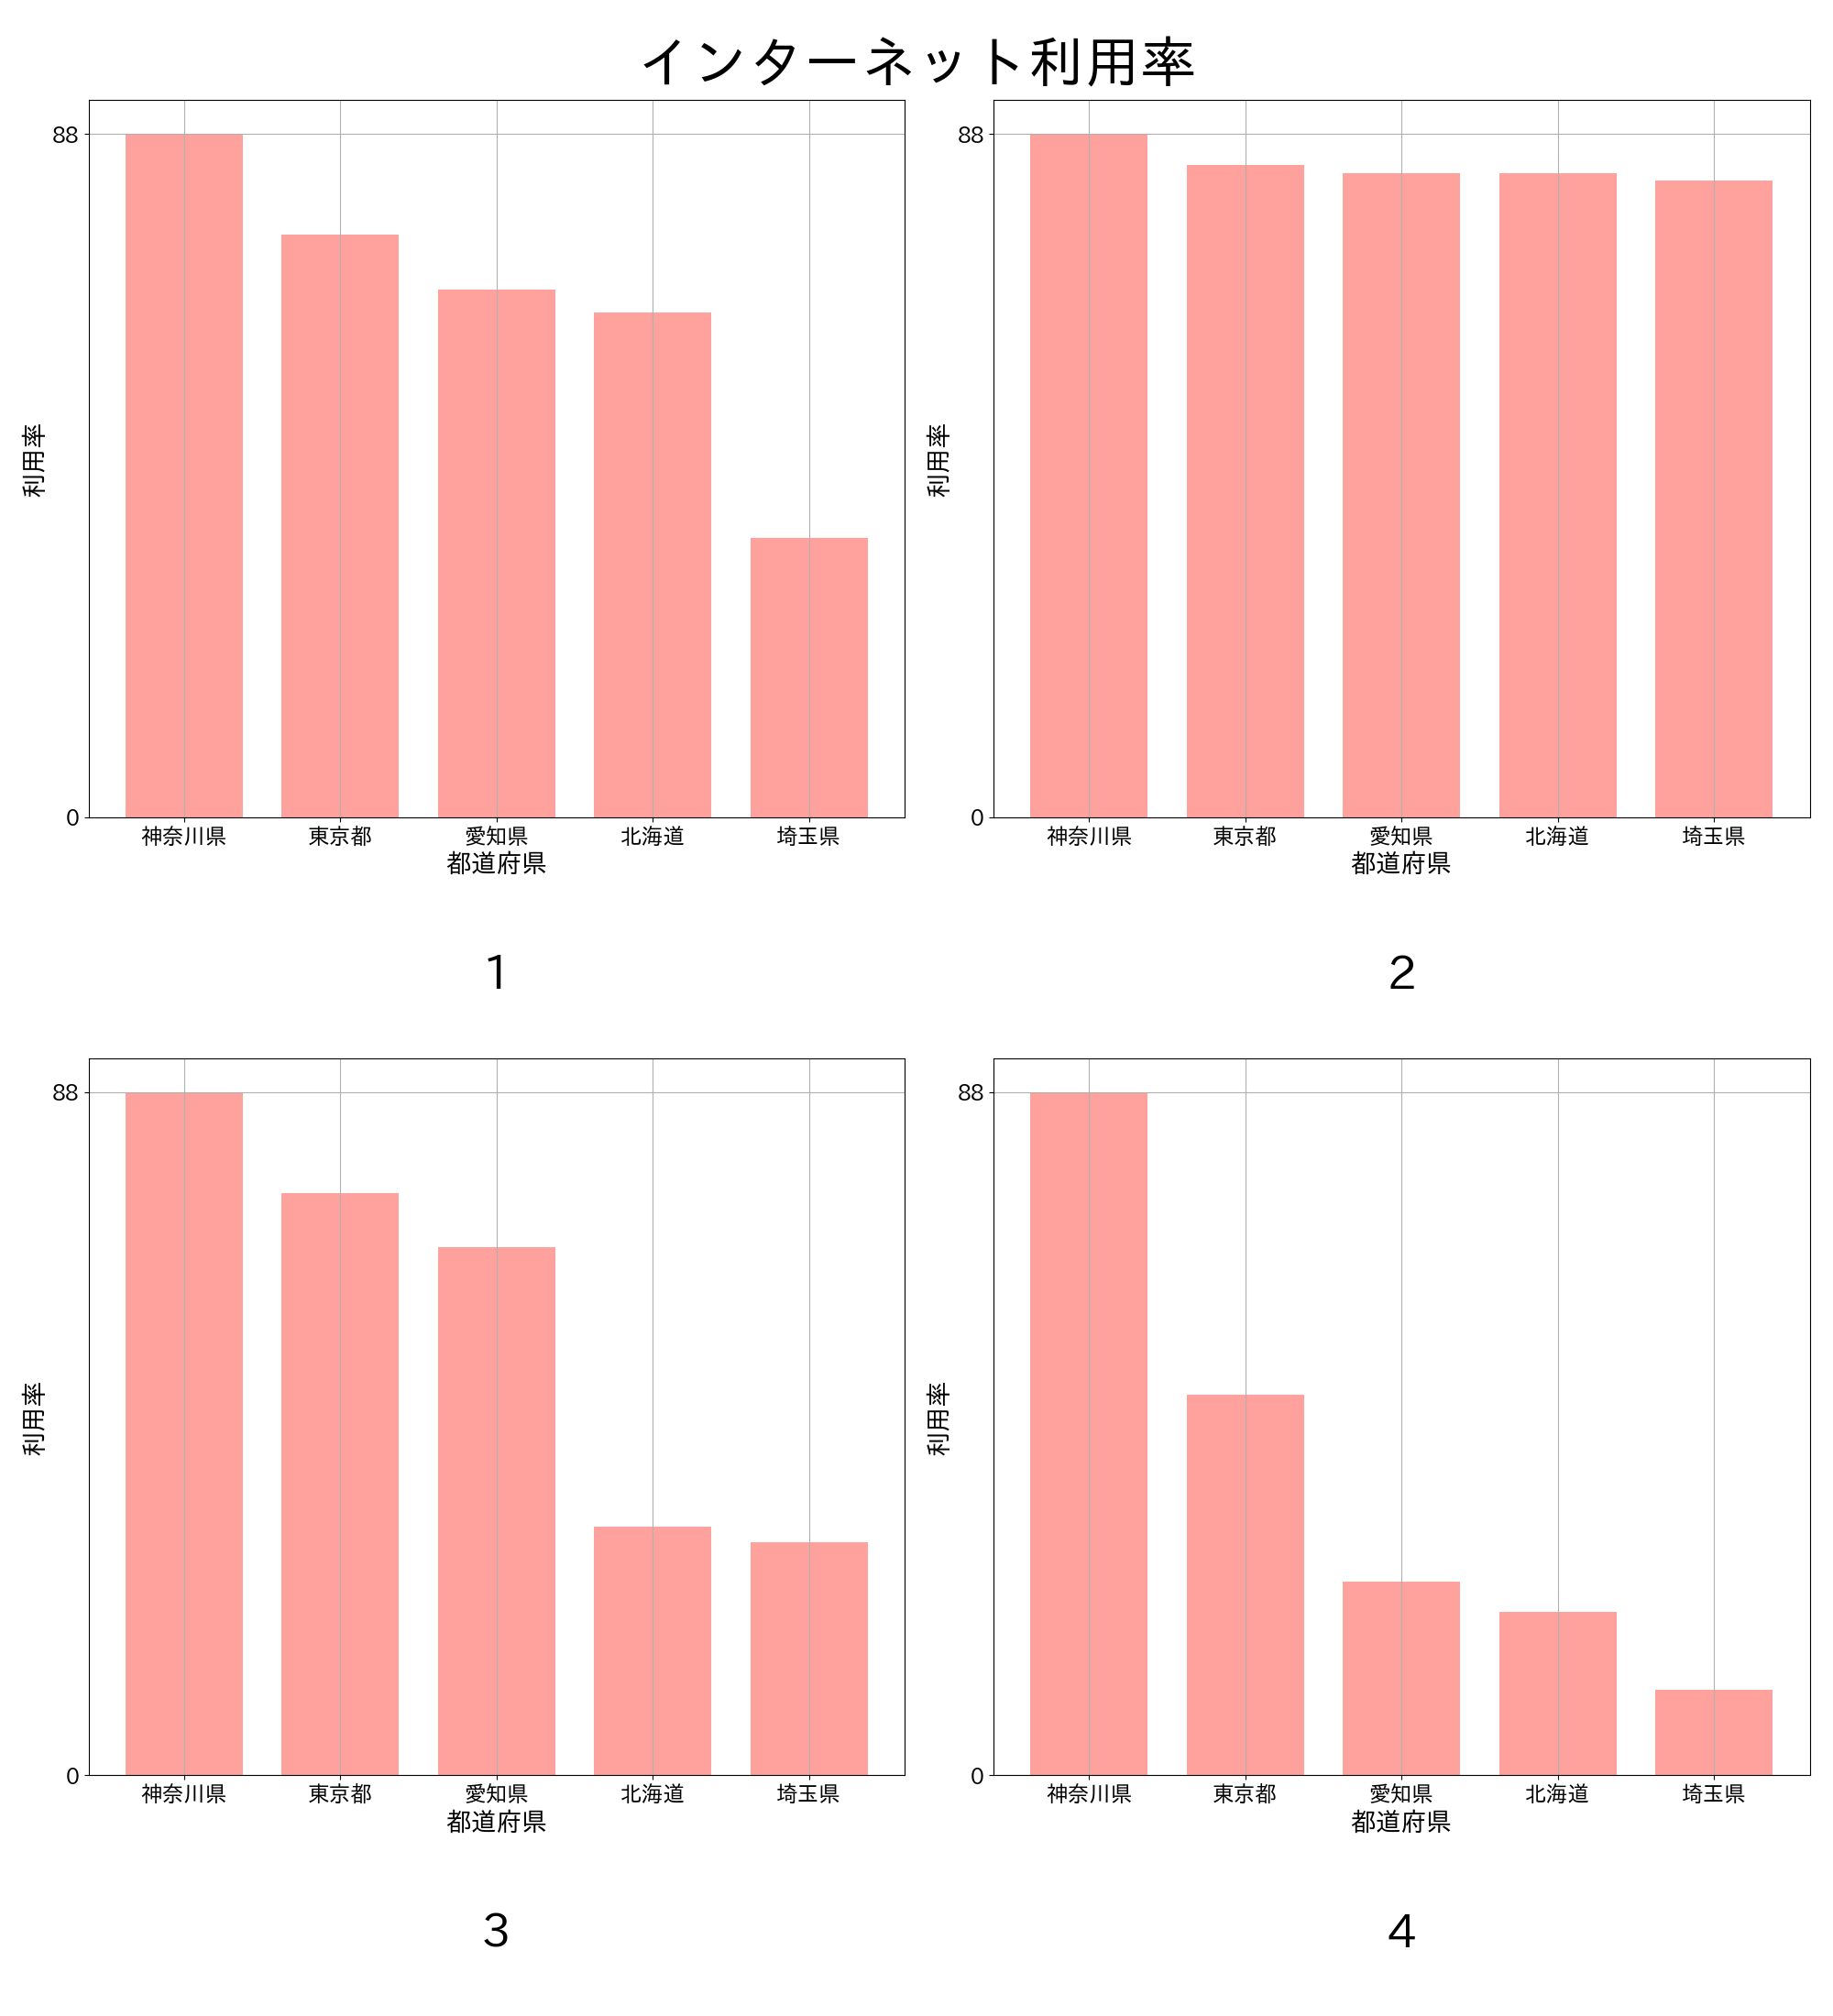 インターネット利用率
88
0
利用率
神奈川県 東京都 愛知県 北海道 埼玉県
都道府県
1
88
0
利用率
神奈川県 東京都 愛知県 北海道 埼玉県
都道府県
2
88
0
利用率
神奈川県 東京都 愛知県 北海道 埼玉県
都道府県
3
88
0
利用率
神奈川県 東京都 愛知県 北海道 埼玉県
都道府県
4